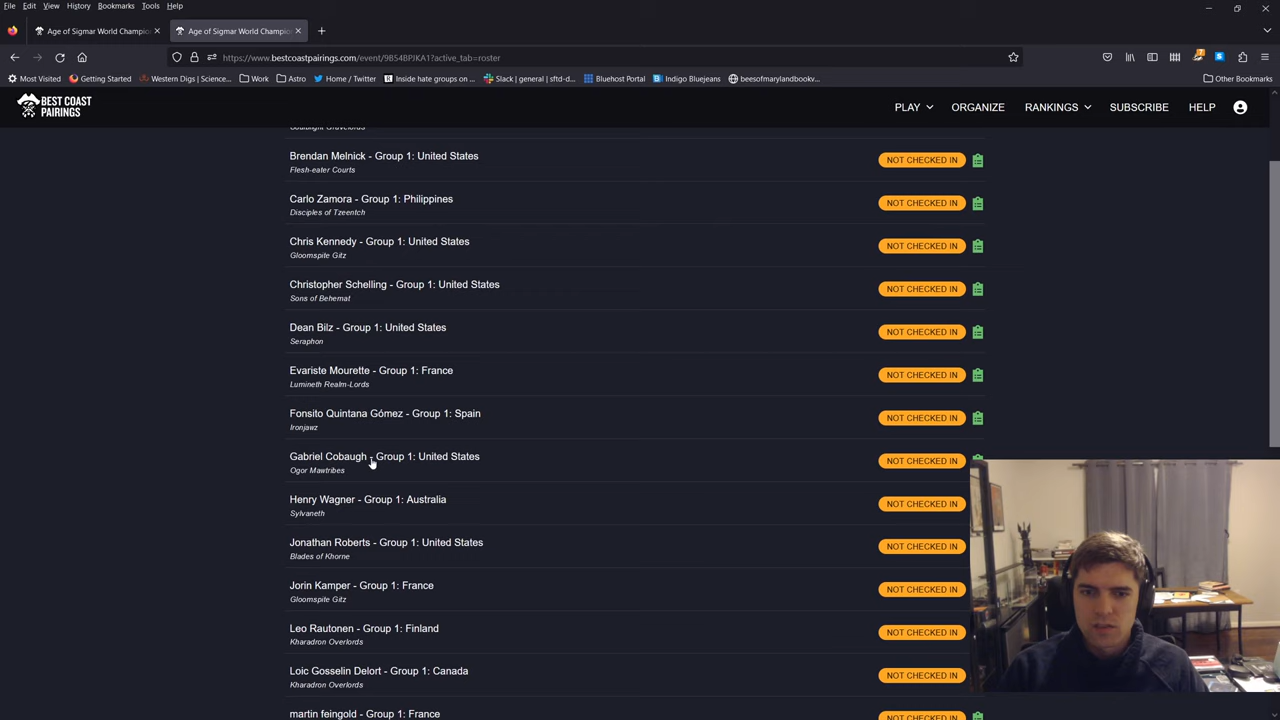 File Edit View History Bookmarks Tools Help
Age of Sigmar World Champion
Age of Sigmar World Champion
https://www.bestcoastpairings.com/event/9B54BPJKA1?active_tab=roster
Most Visited Getting Started Western Digs | Science... Work Astro Home / Twitter Inside hate groups on ... Slack | general | sftd-d... Bluehost Portal Indigo Bluejeans beesofmarylandbookv... Other Bookmarks
BEST COAST
PAIRINGS
PLAY ORGANIZE RANKINGS SUBSCRIBE HELP
Soulblight Gravelords
Brendan Melnick - Group 1: United States NOT CHECKED IN
Flesh-eater Courts
Carlo Zamora - Group 1: Philippines NOT CHECKED IN
Disciples of Tzeentch
Chris Kennedy - Group 1: United States NOT CHECKED IN
Gloomspite Gitz
Christopher Schelling - Group 1: United States NOT CHECKED IN
Sons of Behemat
Dean Bilz - Group 1: United States NOT CHECKED IN
Seraphon
Evariste Mourette - Group 1: France NOT CHECKED IN
Lumineth Realm-Lords
Fonsito Quintana Gómez - Group 1: Spain NOT CHECKED IN
Ironjawz
Gabriel Cobaugh - Group 1: United States NOT CHECKED IN
Ogor Mawtribes
Henry Wagner - Group 1: Australia NOT CHECKED IN
Sylvaneth
Jonathan Roberts - Group 1: United States NOT CHECKED IN
Blades of Khorne
Jorin Kamper - Group 1: France NOT CHECKED IN
Gloomspite Gitz
Leo Rautonen - Group 1: Finland NOT CHECKED IN
Kharadron Overlords
Loic Gosselin Delort - Group 1: Canada NOT CHECKED IN
Kharadron Overlords
martin feingold - Group 1: France